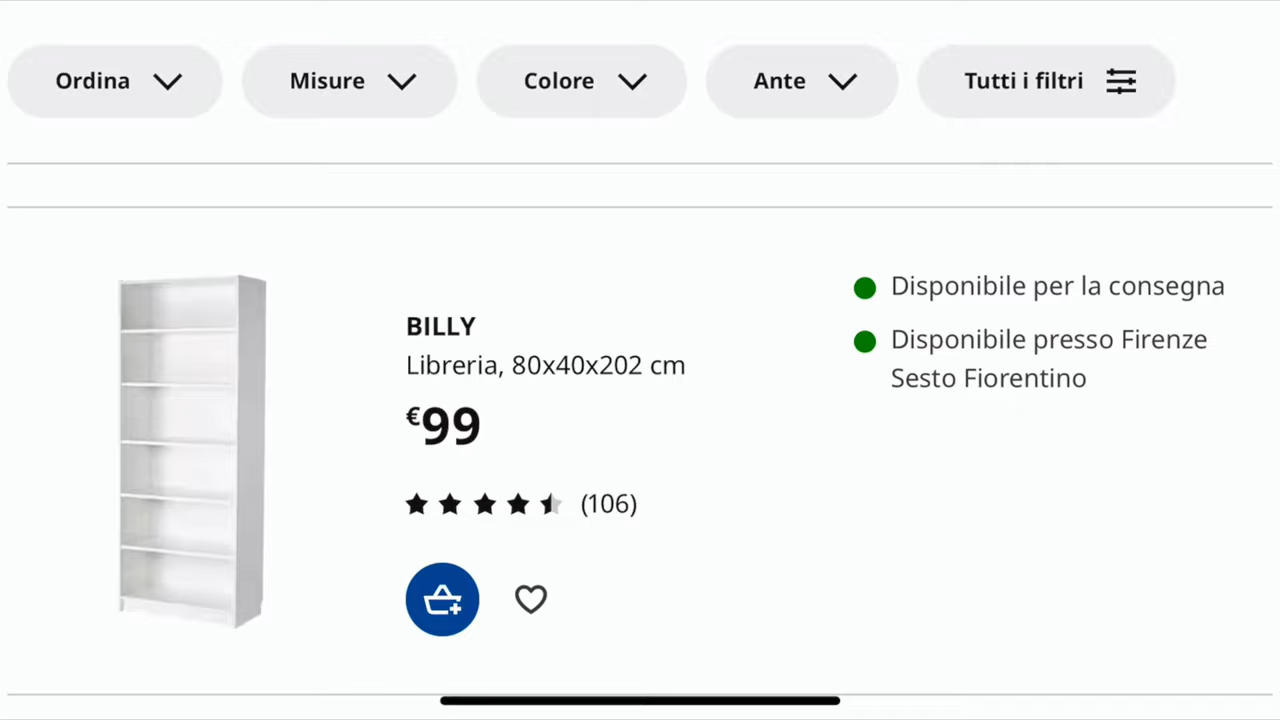 Ordina
Misure
Colore
Ante
Tutti i filtri
BILLY
Libreria, 80x40x202 cm
€99
(106)
Disponibile per la consegna
Disponibile presso Firenze
Sesto Fiorentino